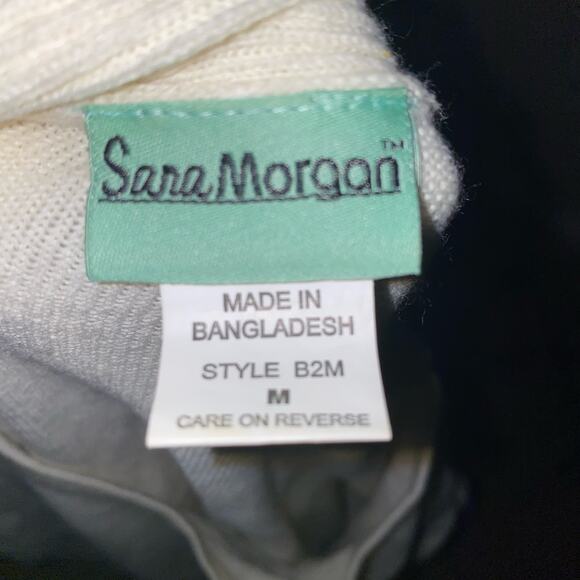 Sara Morgan™
MADE IN
BANGLADESH
STYLE B2M
M
CARE ON REVERSE